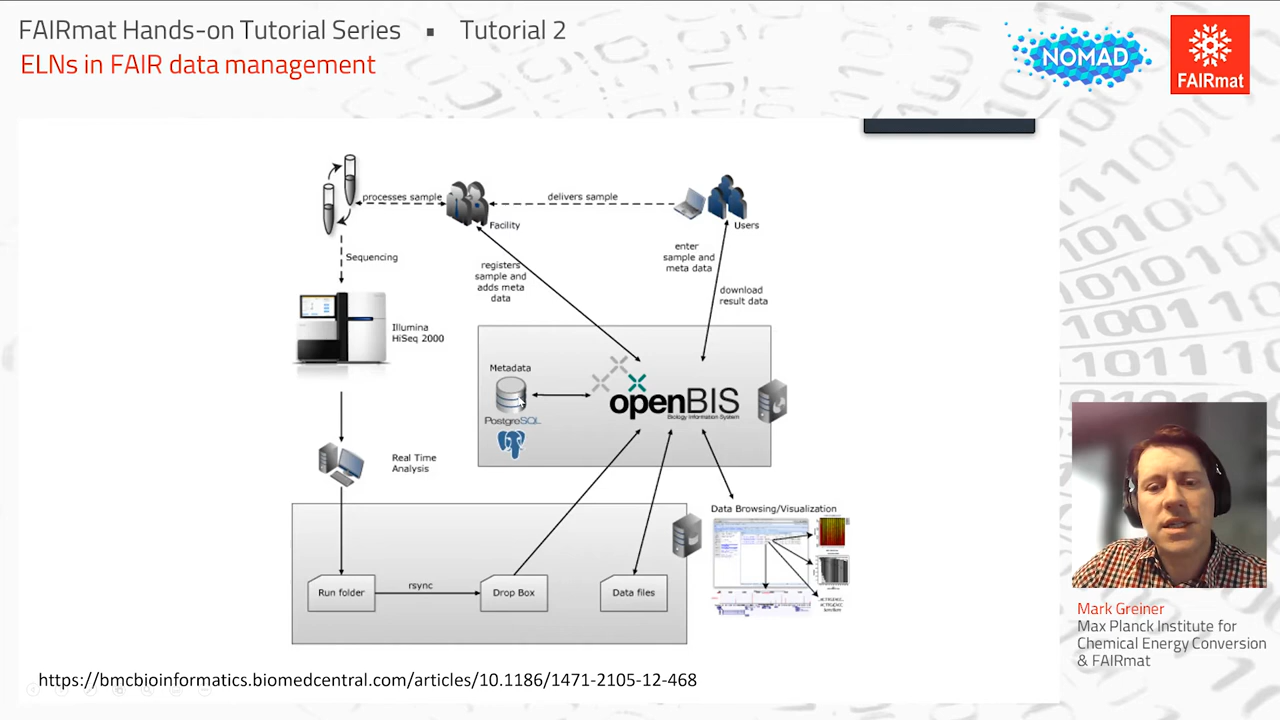 FAIRmat Hands-on Tutorial Series ▪ Tutorial 2
ELNs in FAIR data management
NOMAD
FAIRmat
processes sample
delivers sample
Facility
Users
Sequencing
registers
sample and
adds meta
data
enter
sample and
meta data
download
result data
Illumina
HiSeq 2000
Metadata
PostgreSQL
openBIS
Biology Information System
Real Time
Analysis
Data Browsing/Visualization
Run folder
rsync
Drop Box
Data files
https://bmcbioinformatics.biomedcentral.com/articles/10.1186/1471-2105-12-468
Mark Greiner
Max Planck Institute for
Chemical Energy Conversion
& FAIRmat